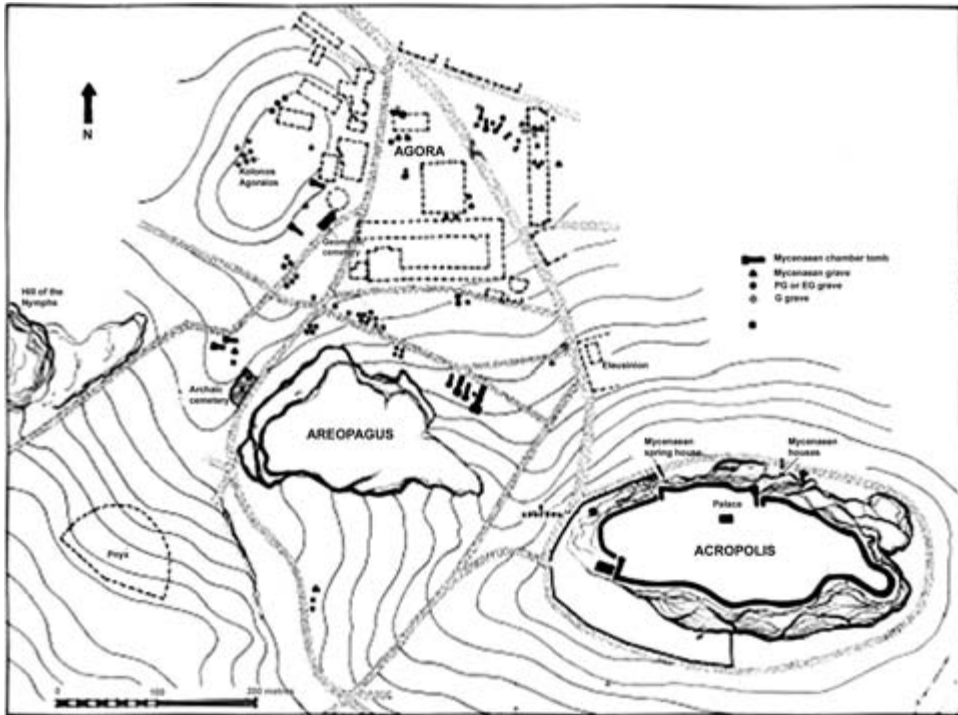 N
AGORA
Kolonos
Agoraios
Geometric
cemetery
Mycenaean chamber tomb
Mycenaean grave
PG or EG grave
G grave
Hill of the
Nymphs
Eleusinion
Archaic
cemetery
AREOPAGUS
Mycenaean
spring house
Mycenaean
houses
Palace
ACROPOLIS
Pnyx
0 100 200 metres